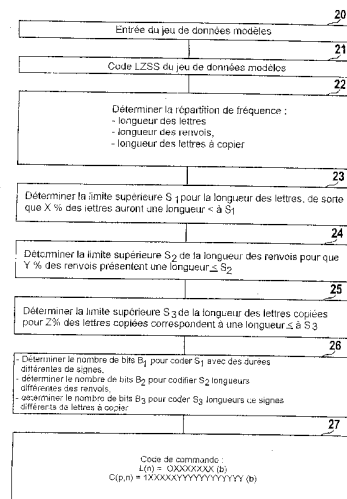 20
Entrée du jeu de données modèles
21
Code LZSS du jeu de données modèles
22
Déterminer la répartition de fréquence :
- longueur des lettres
- longueur des renvois,
- longueur des lettres à copier
23
Déterminer la limite supérieure S1 pour la longueur des lettres, de sorte
que X % des lettres auront une longueur < à S1
24
Déterminer la limite supérieure S2 de la longueur des renvois pour que
Y % des renvois présentent une longueur ≤ S2
25
Déterminer la limite supérieure S3 de la longueur des lettres copiées
pour Z% des lettres copiées correspondent à une longueur ≤ à S3
26
- Déterminer le nombre de bits B1 pour coder S1 avec des durées
différentes de signes,
- déterminer le nombre de bits B2 pour codifier S2 longueurs
différentes des renvois,
- déterminer le nombre de bits B3 pour coder S3 longueurs de signes
différents de lettres à copier
27
Code de commande :
L(n) = 0XXXXXXX (b)
C(p,n) = 1XXXXXYYYYYYYYYYYY (b)